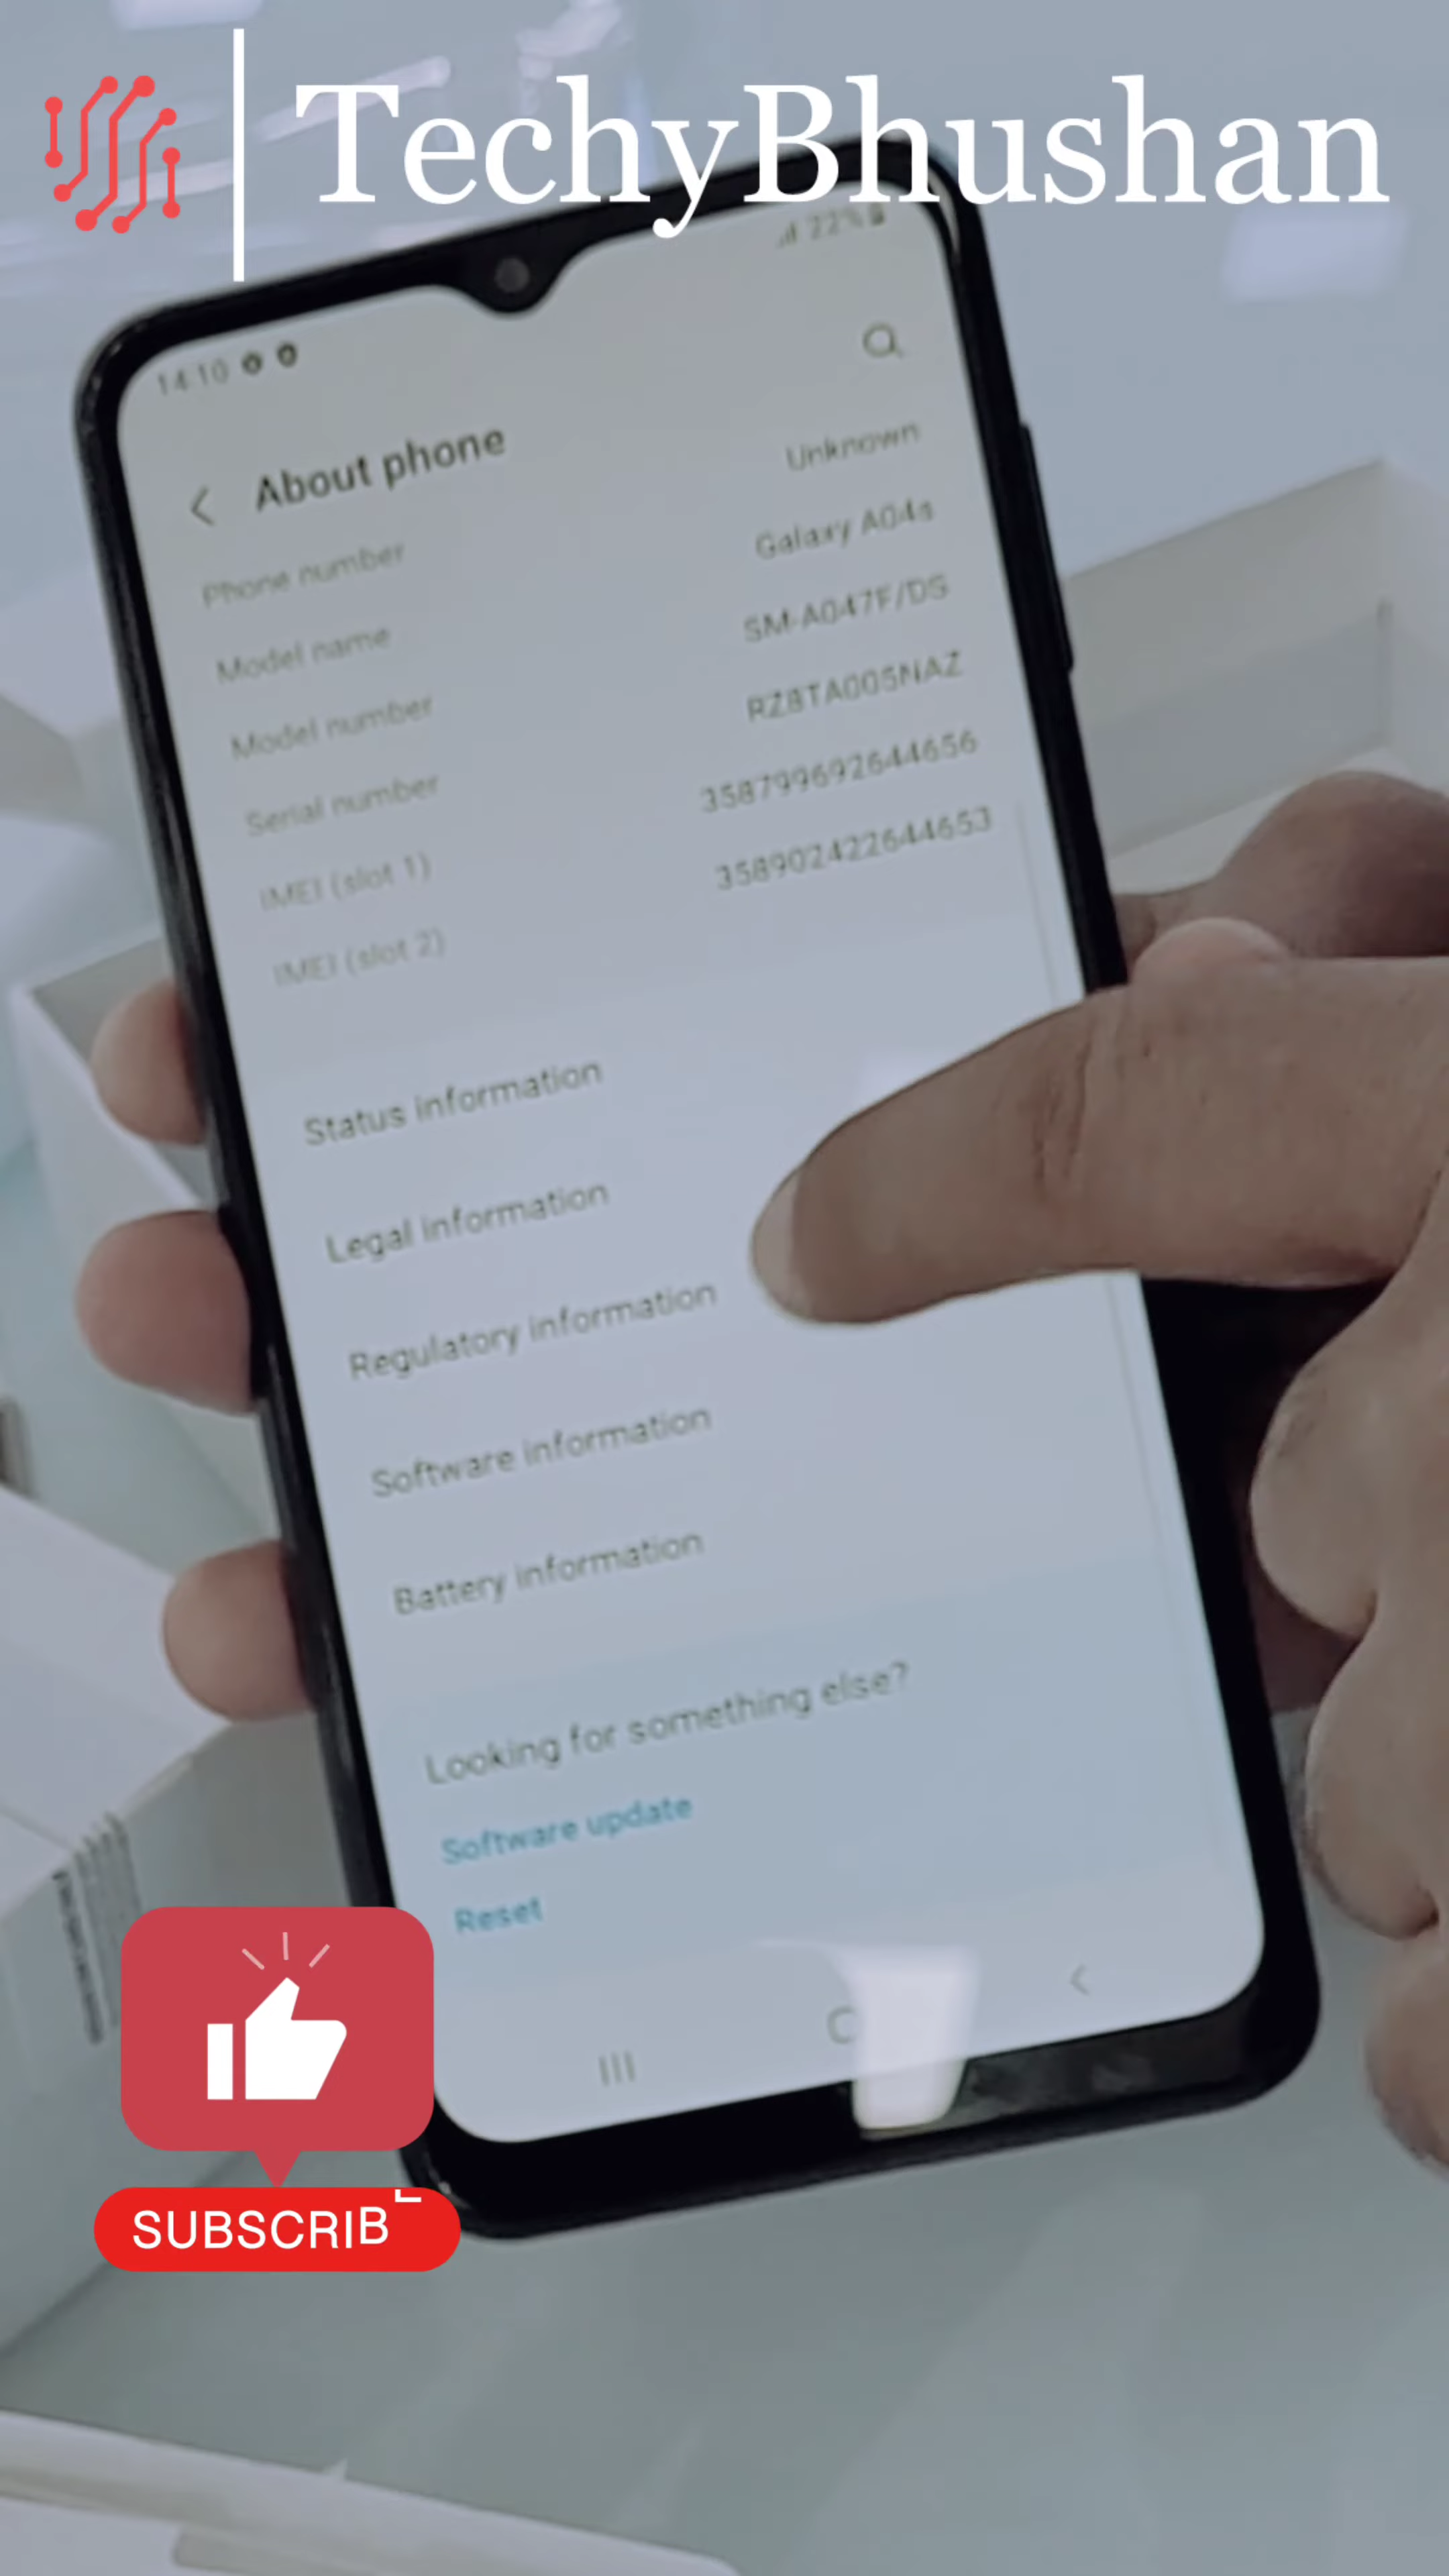 TechyBhushan
14:10
22%
About phone
Phone number Unknown
Model name Galaxy A04s
Model number SM-A047F/DS
Serial number RZ8TA005NAZ
IMEI (slot 1) 358799692644656
IMEI (slot 2) 358902422644653
Status information
Legal information
Regulatory information
Software information
Battery information
Looking for something else?
Software update
Reset
SUBSCRIB